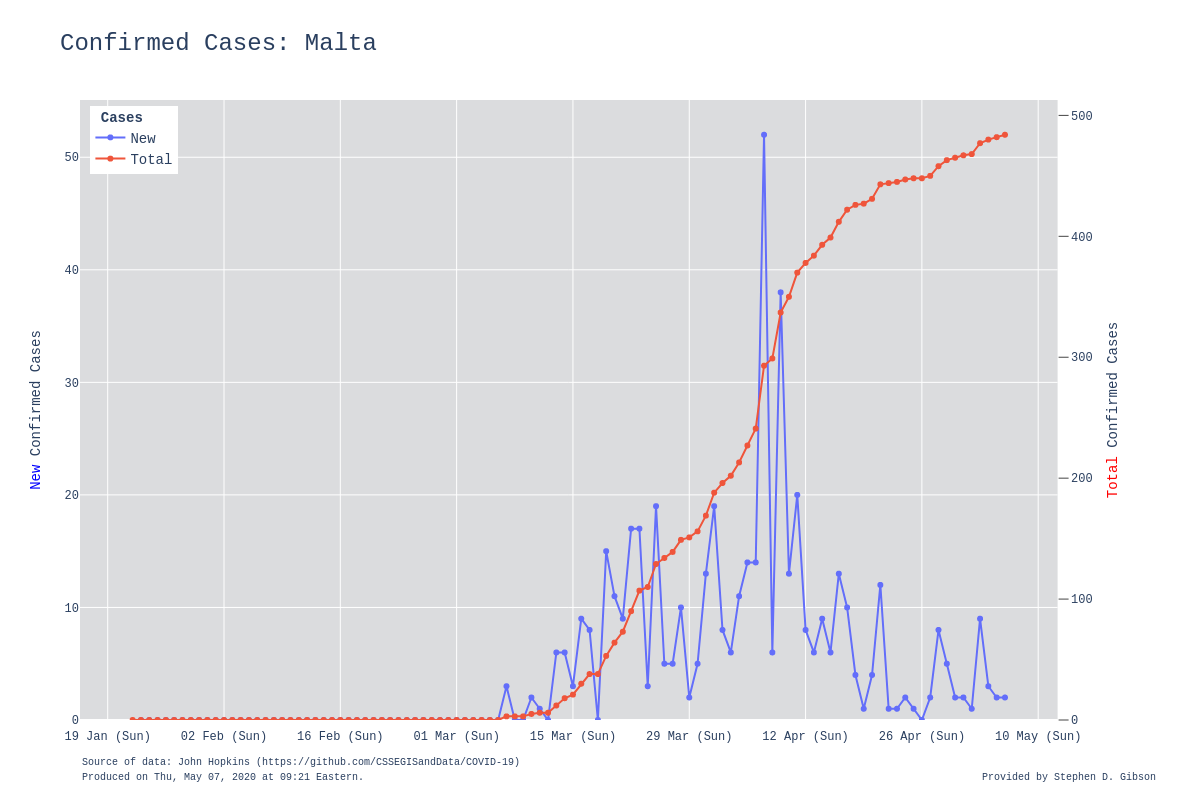 Confirmed Cases: Malta
Cases
New
Total
50
40
30
20
10
0
500
400
300
200
100
0
New Confirmed Cases
Total Confirmed Cases
19 Jan (Sun) 02 Feb (Sun) 16 Feb (Sun) 01 Mar (Sun) 15 Mar (Sun) 29 Mar (Sun) 12 Apr (Sun) 26 Apr (Sun) 10 May (Sun)
Source of data: John Hopkins (https://github.com/CSSEGISandData/COVID-19)
Produced on Thu, May 07, 2020 at 09:21 Eastern.
Provided by Stephen D. Gibson